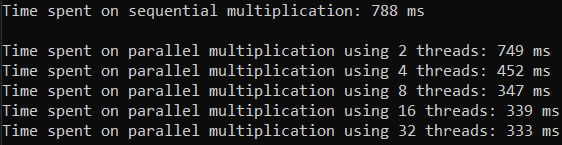 Time spent on sequential multiplication: 788 ms
Time spent on parallel multiplication using 2 threads: 749 ms
Time spent on parallel multiplication using 4 threads: 452 ms
Time spent on parallel multiplication using 8 threads: 347 ms
Time spent on parallel multiplication using 16 threads: 339 ms
Time spent on parallel multiplication using 32 threads: 333 ms